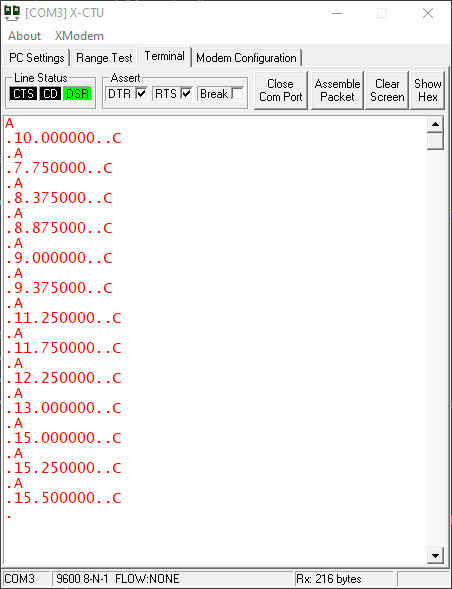 [COM3] X-CTU
About XModem
PC Settings Range Test Terminal Modem Configuration
Line Status Assert
CTS CD DSR DTR RTS Break
Close Com Port Assemble Packet Clear Screen Show Hex
A
.10.000000..C
.A
.7.750000..C
.A
.8.375000..C
.A
.8.875000..C
.A
.9.000000..C
.A
.9.375000..C
.A
.11.250000..C
.A
.11.750000..C
.A
.12.250000..C
.A
.13.000000..C
.A
.15.000000..C
.A
.15.250000..C
.A
.15.500000..C
.
COM3 9600 8-N-1 FLOW:NONE Rx: 216 bytes